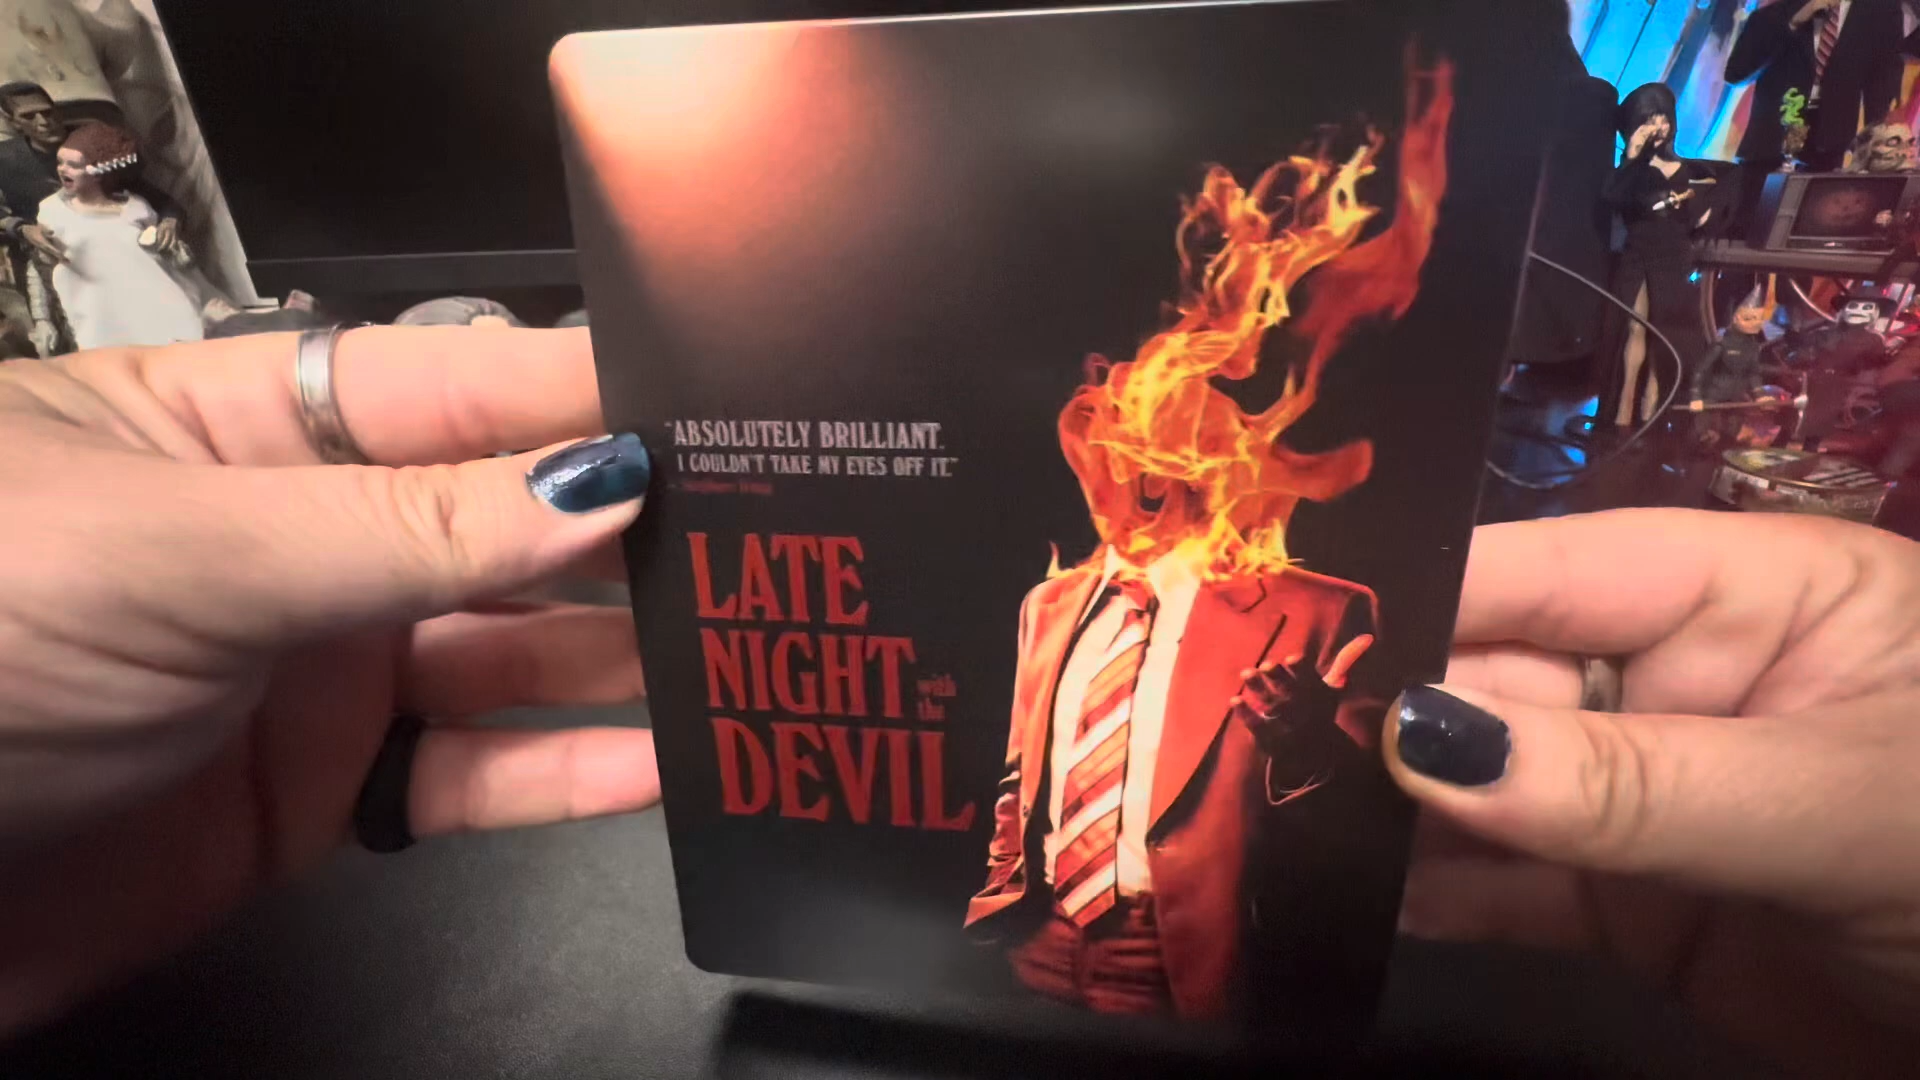 "ABSOLUTELY BRILLIANT.
I COULDN'T TAKE MY EYES OFF IT."
LATE
NIGHT with the
DEVIL